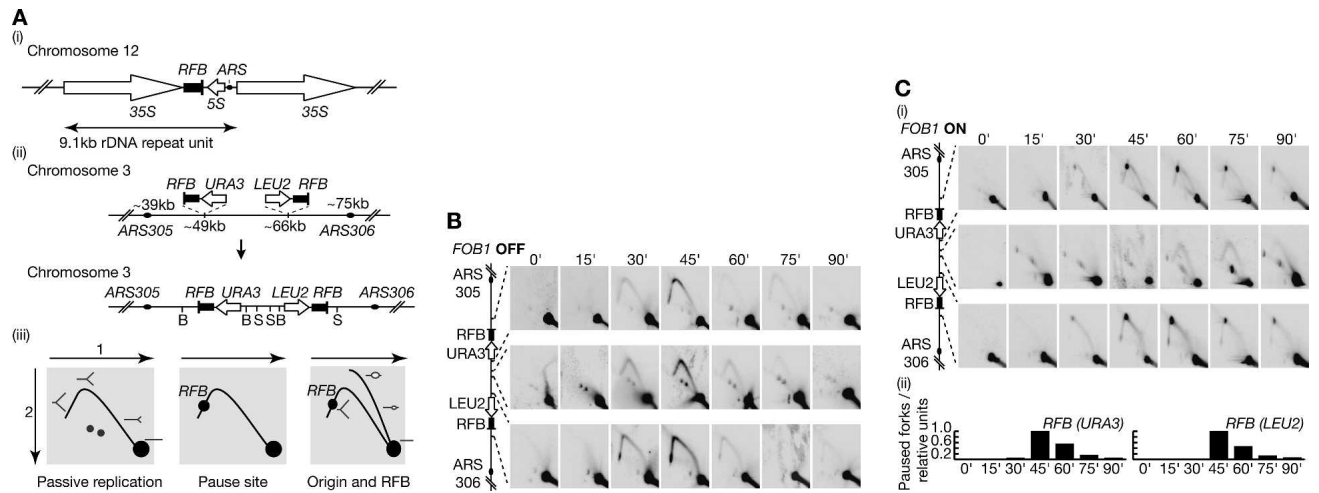 A
(i)
Chromosome 12
RFB ARS
35S 5S 35S
9.1kb rDNA repeat unit
(ii)
Chromosome 3
RFB URA3 LEU2 RFB
~39kb ~75kb
ARS305 ~49kb ~66kb ARS306
Chromosome 3
ARS305 RFB URA3 LEU2 RFB ARS306
B B S S B S
(iii)
1
2
RFB
RFB
Passive replication Pause site Origin and RFB
B
FOB1 OFF
0' 15' 30' 45' 60' 75' 90'
ARS
305
RFB
URA3
LEU2
RFB
ARS
306
C
(i)
FOB1 ON
0' 15' 30' 45' 60' 75' 90'
ARS
305
RFB
URA3
LEU2
RFB
ARS
306
(ii)
Paused forks /
relative units
1.0
0.6
0.2
RFB (URA3) RFB (LEU2)
0' 15' 30' 45' 60' 75' 90' 0' 15' 30' 45' 60' 75' 90'